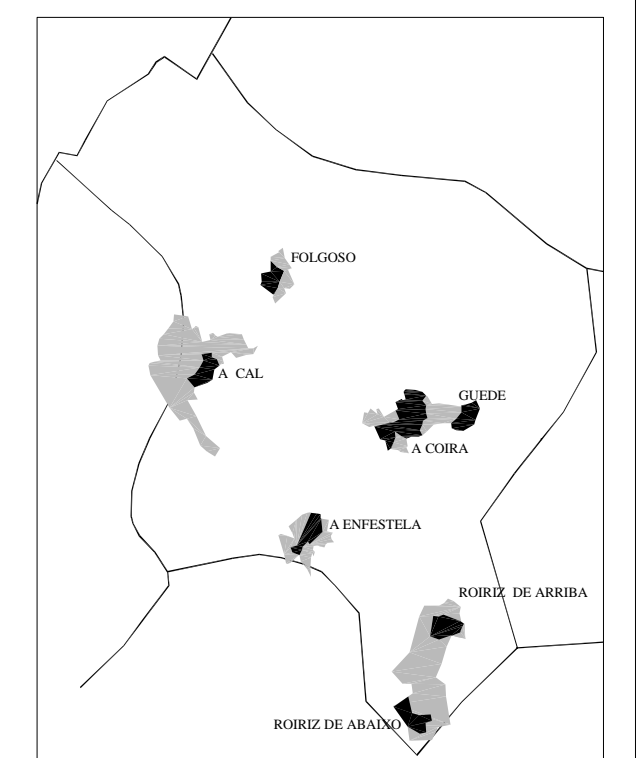 FOLGOSO
A CAL
GUEDE
A COIRA
A ENFESTELA
ROIRIZ DE ARRIBA
ROIRIZ DE ABAIXO